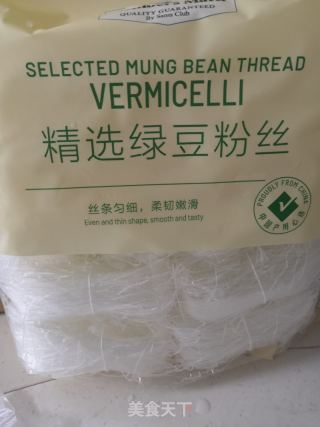 QUALITY GUARANTEED
By Sam's Club
SELECTED MUNG BEAN THREAD
VERMICELLI
精选绿豆粉丝
丝条匀细，柔韧嫩滑
Even and thin shape, smooth and tasty
PROUDLY FROM CHINA
美食天下